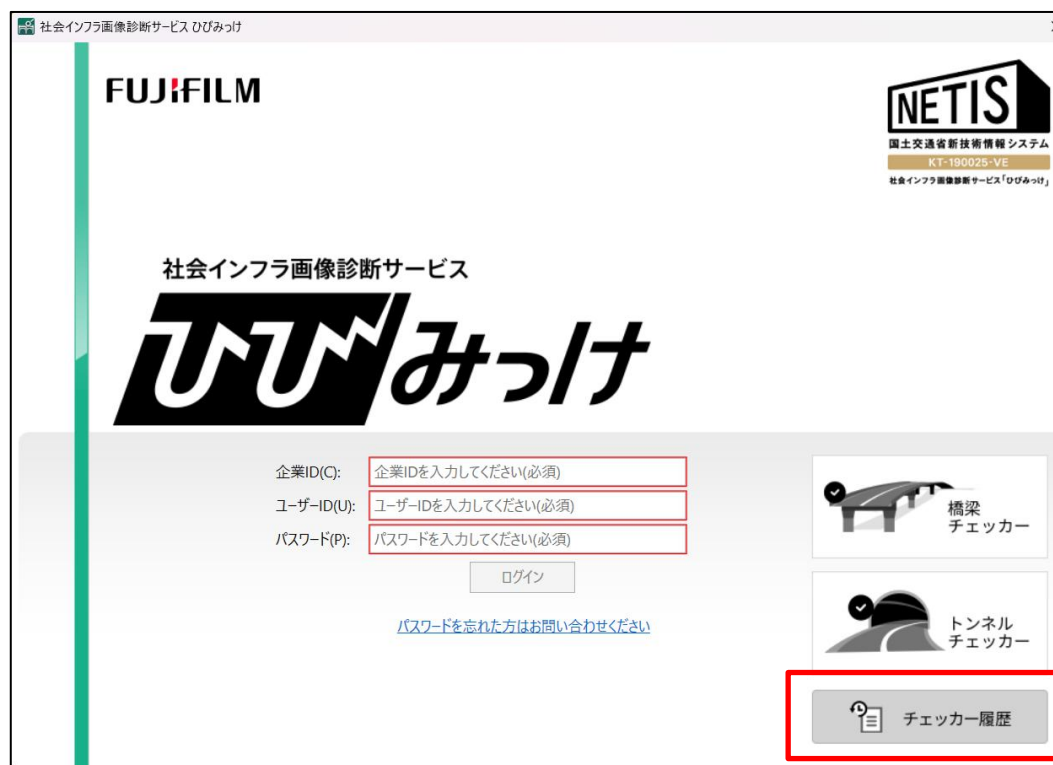 社会インフラ画像診断サービス ひびみっけ
FUJIFILM
NETIS
国土交通省新技術情報システム
KT-190025-VE
社会インフラ画像診断サービス「ひびみっけ」
社会インフラ画像診断サービス
ひびみっけ
企業ID(C):
企業IDを入力してください(必須)
ユーザーID(U):
ユーザーIDを入力してください(必須)
パスワード(P):
パスワードを入力してください(必須)
ログイン
パスワードを忘れた方はお問い合わせください
橋梁
チェッカー
トンネル
チェッカー
チェッカー履歴